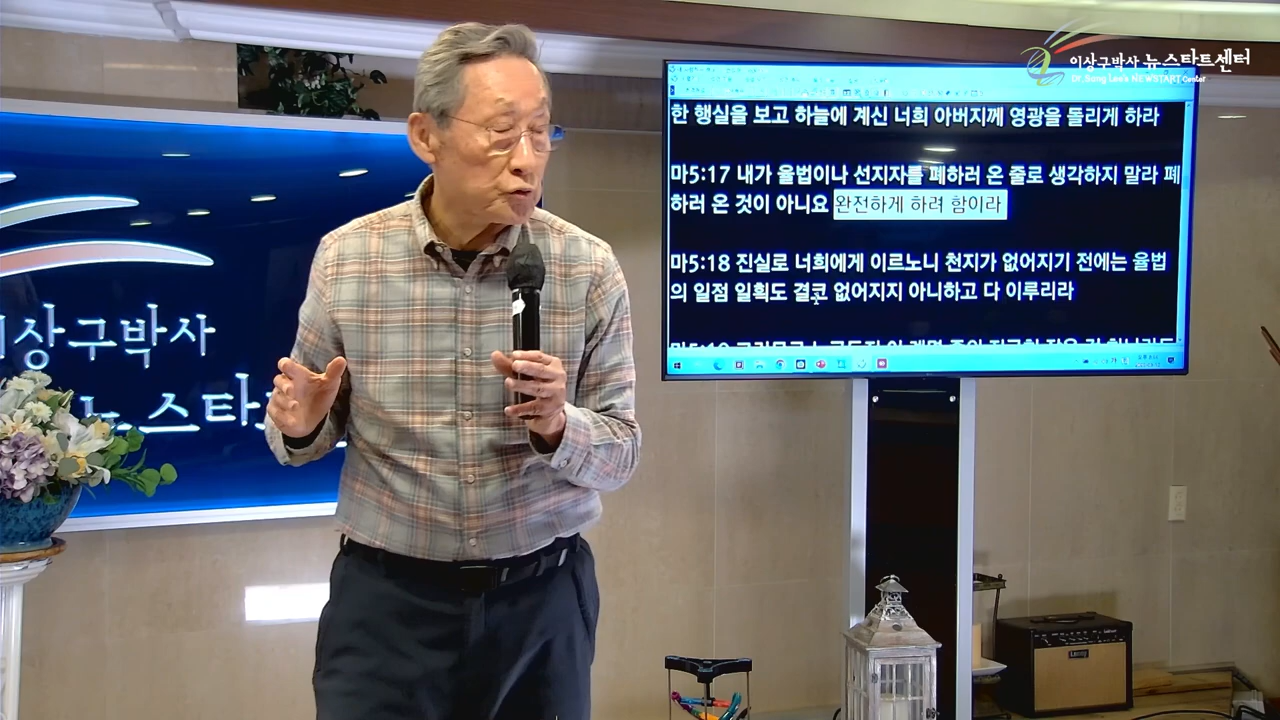 이상구박사 뉴스타트센터
Dr. Sang Lee's NEWSTART Center
한 행실을 보고 하늘에 계신 너희 아버지께 영광을 돌리게 하라
마5:17 내가 율법이나 선지자를 폐하러 온 줄로 생각하지 말라 폐
하러 온 것이 아니요 완전하게 하려 함이라
마5:18 진실로 너희에게 이르노니 천지가 없어지기 전에는 율법
의 일점 일획도 결코 없어지지 아니하고 다 이루리라
이상구박사
뉴스타트
Laney